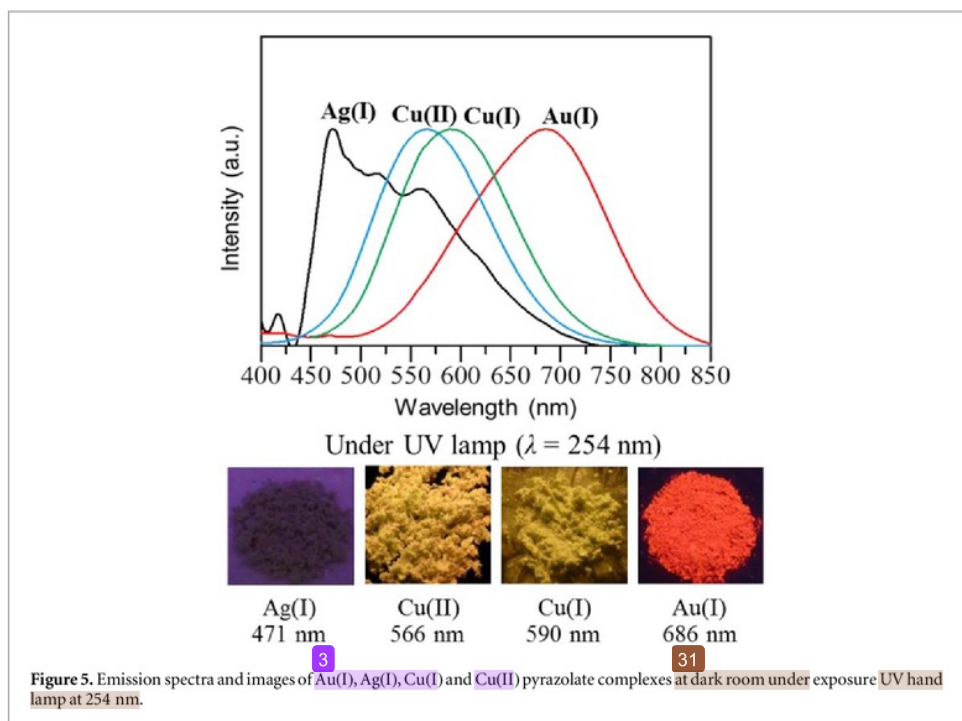 Ag(I) Cu(II) Cu(I) Au(I)
Intensity (a.u.)
400 450 500 550 600 650 700 750 800 850
Wavelength (nm)
Under UV lamp (λ = 254 nm)
Ag(I) Cu(II) Cu(I) Au(I)
471 nm 566 nm 590 nm 686 nm
3 31
Figure 5. Emission spectra and images of Au(I), Ag(I), Cu(I) and Cu(II) pyrazolate complexes at dark room under exposure UV hand
lamp at 254 nm.